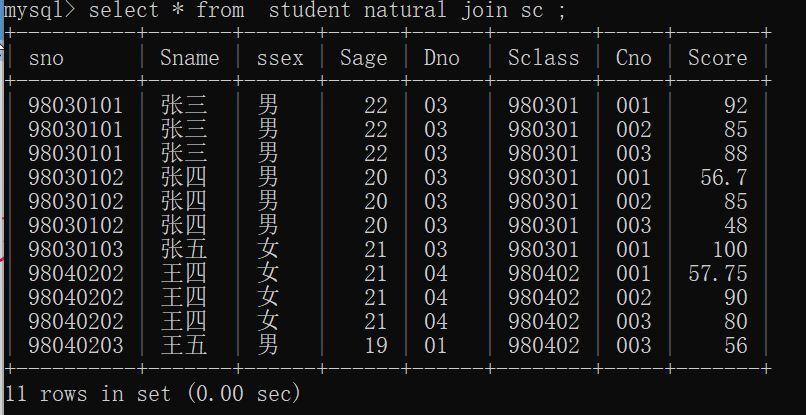 mysql> select * from  student natural join sc ;
+----------+-------+------+------+------+--------+-----+-------+
| sno      | Sname | ssex | Sage | Dno  | Sclass | Cno | Score |
+----------+-------+------+------+------+--------+-----+-------+
| 98030101 | 张三  | 男   |   22 | 03   | 980301 | 001 |    92 |
| 98030101 | 张三  | 男   |   22 | 03   | 980301 | 002 |    85 |
| 98030101 | 张三  | 男   |   22 | 03   | 980301 | 003 |    88 |
| 98030102 | 张四  | 男   |   20 | 03   | 980301 | 001 |  56.7 |
| 98030102 | 张四  | 男   |   20 | 03   | 980301 | 002 |    85 |
| 98030102 | 张四  | 男   |   20 | 03   | 980301 | 003 |    48 |
| 98030103 | 张五  | 女   |   21 | 03   | 980301 | 001 |   100 |
| 98040202 | 王四  | 女   |   21 | 04   | 980402 | 001 | 57.75 |
| 98040202 | 王四  | 女   |   21 | 04   | 980402 | 002 |    90 |
| 98040202 | 王四  | 女   |   21 | 04   | 980402 | 003 |    80 |
| 98040203 | 王五  | 男   |   19 | 01   | 980402 | 003 |    56 |
+----------+-------+------+------+------+--------+-----+-------+
11 rows in set (0.00 sec)